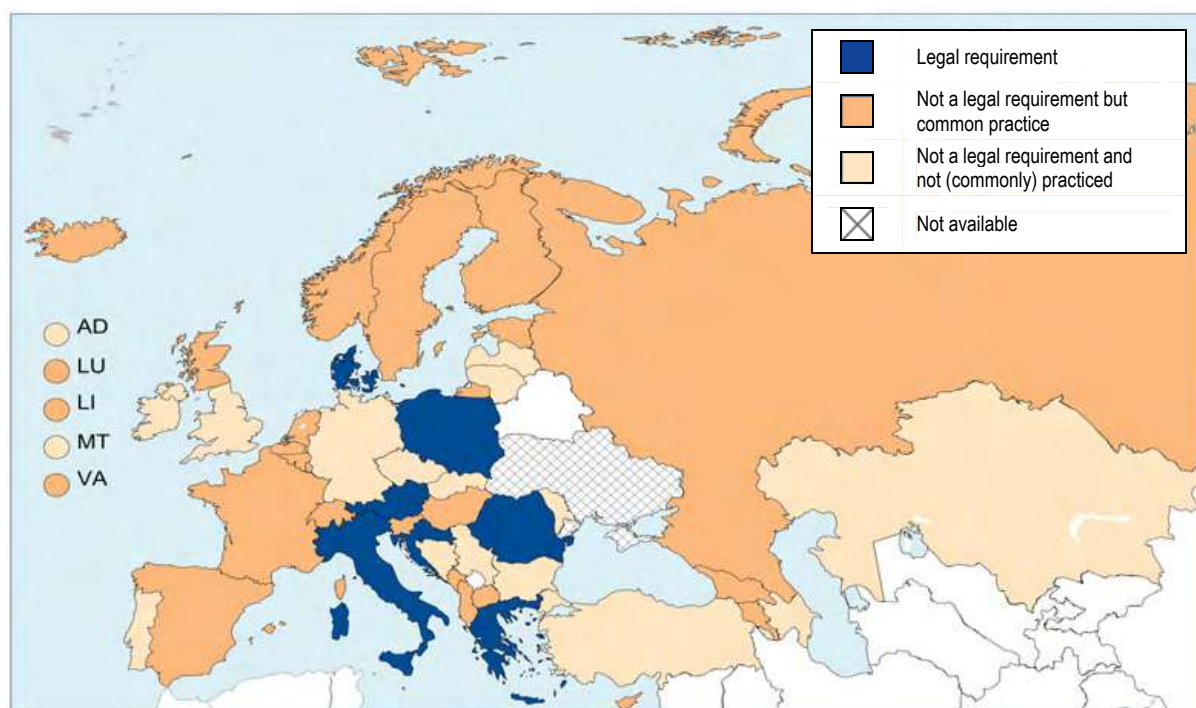 Legal requirement
Not a legal requirement but
common practice
Not a legal requirement and
not (commonly) practiced
Not available
AD
LU
LI
MT
VA